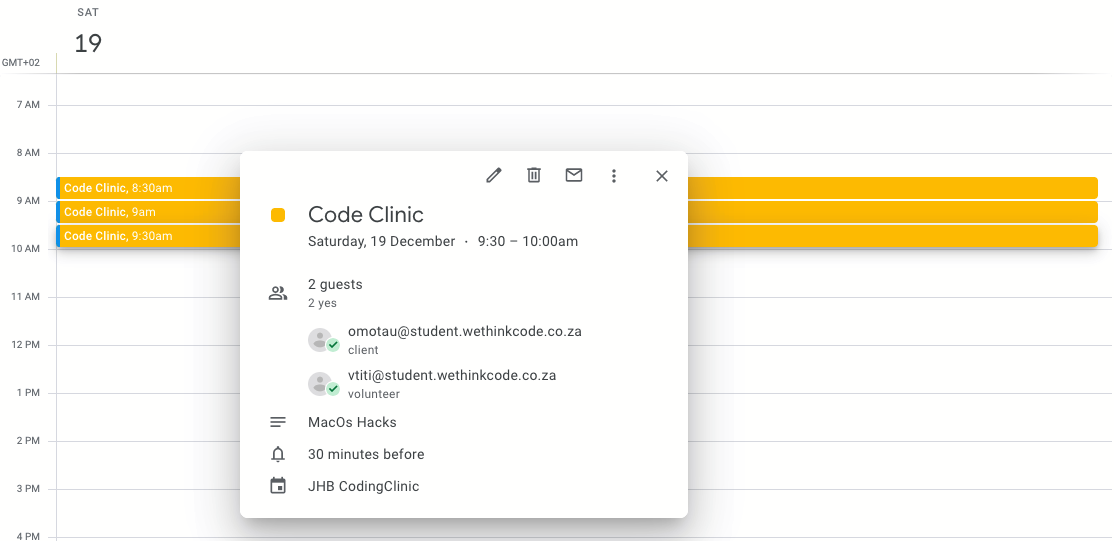 SAT
19
GMT+02
7 AM
8 AM
Code Clinic, 8:30am
9 AM
Code Clinic, 9am
Code Clinic, 9:30am
10 AM
11 AM
12 PM
1 PM
2 PM
3 PM
4 PM
Code Clinic
Saturday, 19 December · 9:30 – 10:00am
2 guests
2 yes
omotau@student.wethinkcode.co.za
client
vtiti@student.wethinkcode.co.za
volunteer
MacOs Hacks
30 minutes before
JHB CodingClinic